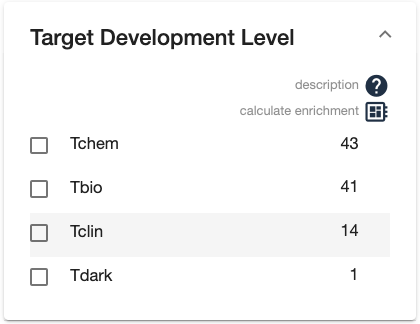 Target Development Level
description ?
calculate enrichment
Tchem 43
Tbio 41
Tclin 14
Tdark 1